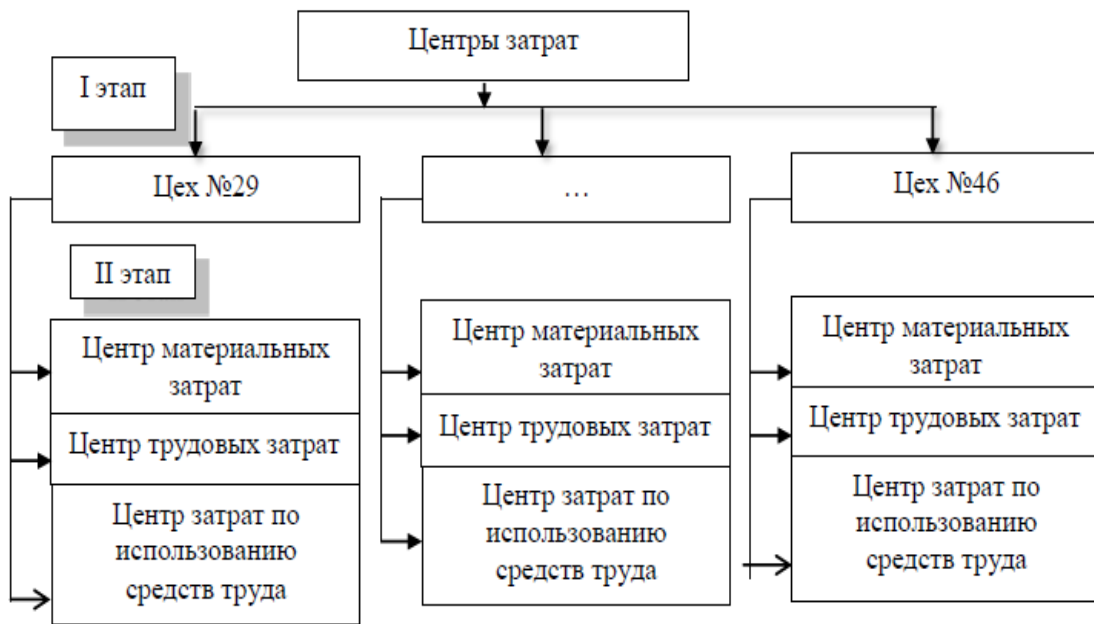 Центры затрат
I этап
Цех №29
…
Цех №46
II этап
Центр материальных
затрат
Центр трудовых затрат
Центр затрат по
использованию
средств труда
Центр материальных
затрат
Центр трудовых затрат
Центр затрат по
использованию
средств труда
Центр материальных
затрат
Центр трудовых затрат
Центр затрат по
использованию
средств труда